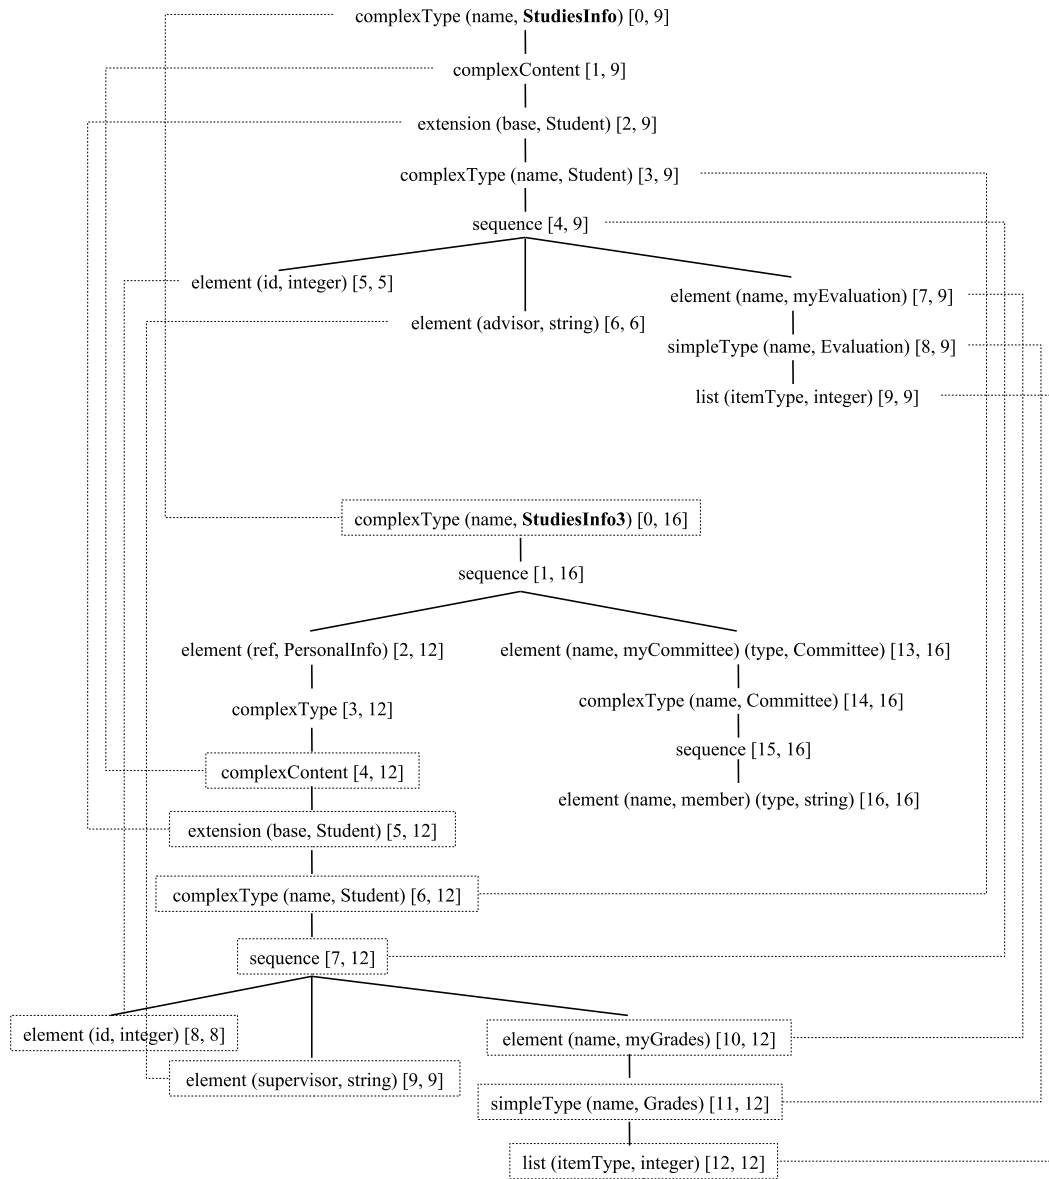 complexType (name, StudiesInfo) [0, 9]
complexContent [1, 9]
extension (base, Student) [2, 9]
complexType (name, Student) [3, 9]
sequence [4, 9]
element (id, integer) [5, 5]
element (name, myEvaluation) [7, 9]
element (advisor, string) [6, 6]
simpleType (name, Evaluation) [8, 9]
list (itemType, integer) [9, 9]
complexType (name, StudiesInfo3) [0, 16]
sequence [1, 16]
element (ref, PersonalInfo) [2, 12]
element (name, myCommittee) (type, Committee) [13, 16]
complexType [3, 12]
complexType (name, Committee) [14, 16]
sequence [15, 16]
complexContent [4, 12]
element (name, member) (type, string) [16, 16]
extension (base, Student) [5, 12]
complexType (name, Student) [6, 12]
sequence [7, 12]
element (id, integer) [8, 8]
element (name, myGrades) [10, 12]
element (supervisor, string) [9, 9]
simpleType (name, Grades) [11, 12]
list (itemType, integer) [12, 12]